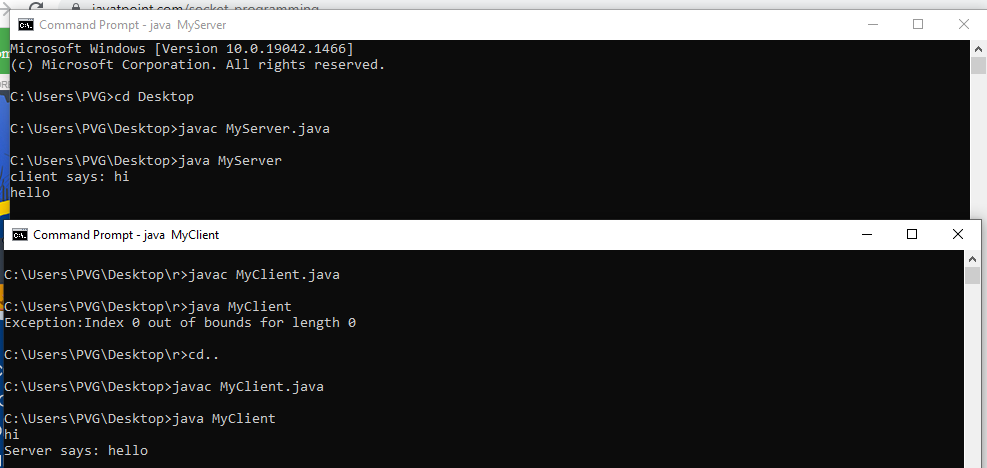 javatpoint.com/socket-programming
Command Prompt - java  MyServer
Microsoft Windows [Version 10.0.19042.1466]
(c) Microsoft Corporation. All rights reserved.
C:\Users\PVG>cd Desktop
C:\Users\PVG\Desktop>javac MyServer.java
C:\Users\PVG\Desktop>java MyServer
client says: hi
hello
Command Prompt - java  MyClient
C:\Users\PVG\Desktop\r>javac MyClient.java
C:\Users\PVG\Desktop\r>java MyClient
Exception:Index 0 out of bounds for length 0
C:\Users\PVG\Desktop\r>cd..
C:\Users\PVG\Desktop>javac MyClient.java
C:\Users\PVG\Desktop>java MyClient
hi
Server says: hello